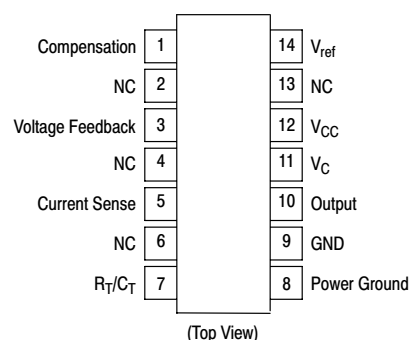 Compensation 1 14 Vref
NC 2 13 NC
Voltage Feedback 3 12 VCC
NC 4 11 VC
Current Sense 5 10 Output
NC 6 9 GND
RT/CT 7 8 Power Ground
(Top View)